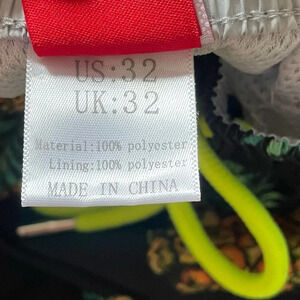 US:32
UK:32
Material:100% polyester
Lining:100% polyester
MADE IN CHINA